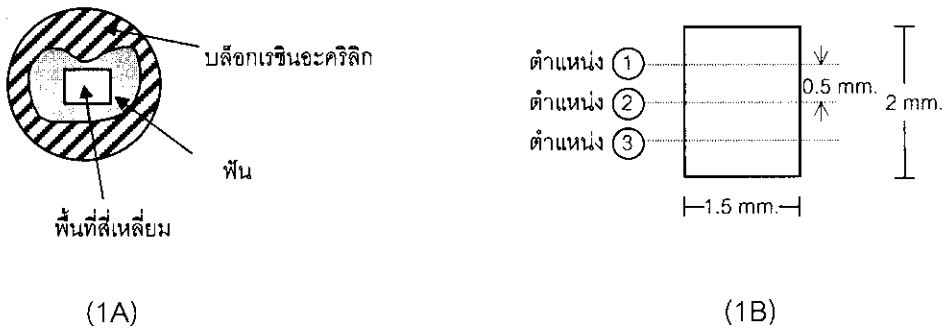 บล็อกเรซินอะคริลิก
ฟัน
พื้นที่สี่เหลี่ยม
(1A)
ตำแหน่ง 1
ตำแหน่ง 2
ตำแหน่ง 3
0.5 mm.
2 mm.
1.5 mm.
(1B)